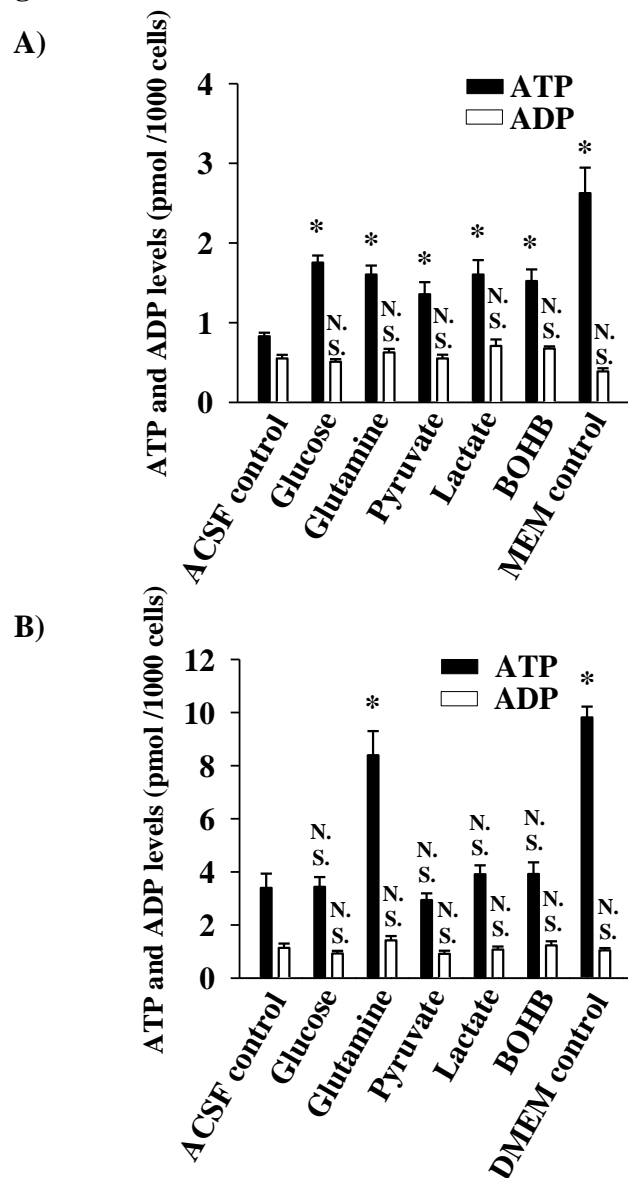 A)
ATP and ADP levels (pmol /1000 cells)
4
3
2
1
0
ATP
ADP
*
*
*
*
*
*
N.
S.
N.
S.
N.
S.
N.
S.
N.
S.
N.
S.
ACSF control
Glucose
Glutamine
Pyruvate
Lactate
BOHB
MEM control
B)
ATP and ADP levels (pmol /1000 cells)
12
10
8
6
4
2
0
ATP
ADP
*
*
N.
S.
N.
S.
N.
S.
N.
S.
N.
S.
N.
S.
N.
S.
N.
S.
N.
S.
N.
S.
ACSF control
Glucose
Glutamine
Pyruvate
Lactate
BOHB
DMEM control